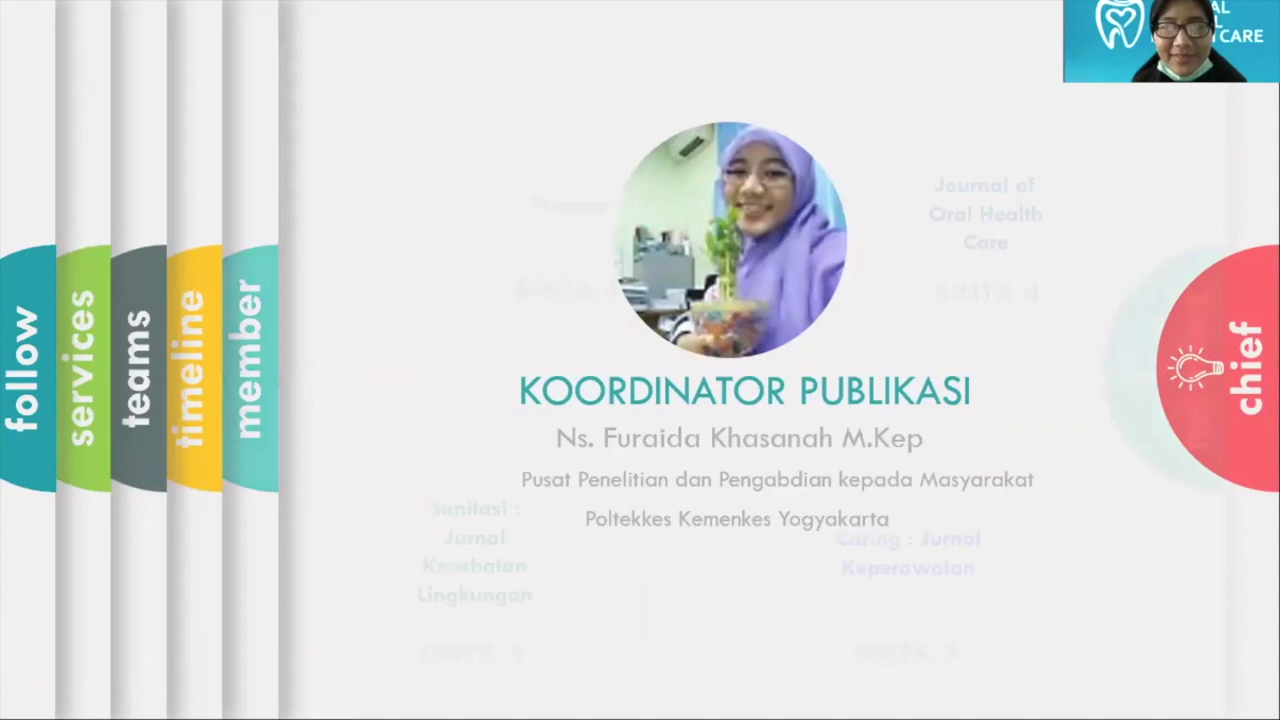 follow
services
teams
timeline
member
CARE
Journal of
Oral Health
Care
chief
KOORDINATOR PUBLIKASI
Ns. Furaida Khasanah M.Kep
Pusat Penelitian dan Pengabdian kepada Masyarakat
Poltekkes Kemenkes Yogyakarta
Sanitasi :
Jurnal
Kesehatan
Lingkungan
Caring : Jurnal
Keperawatan